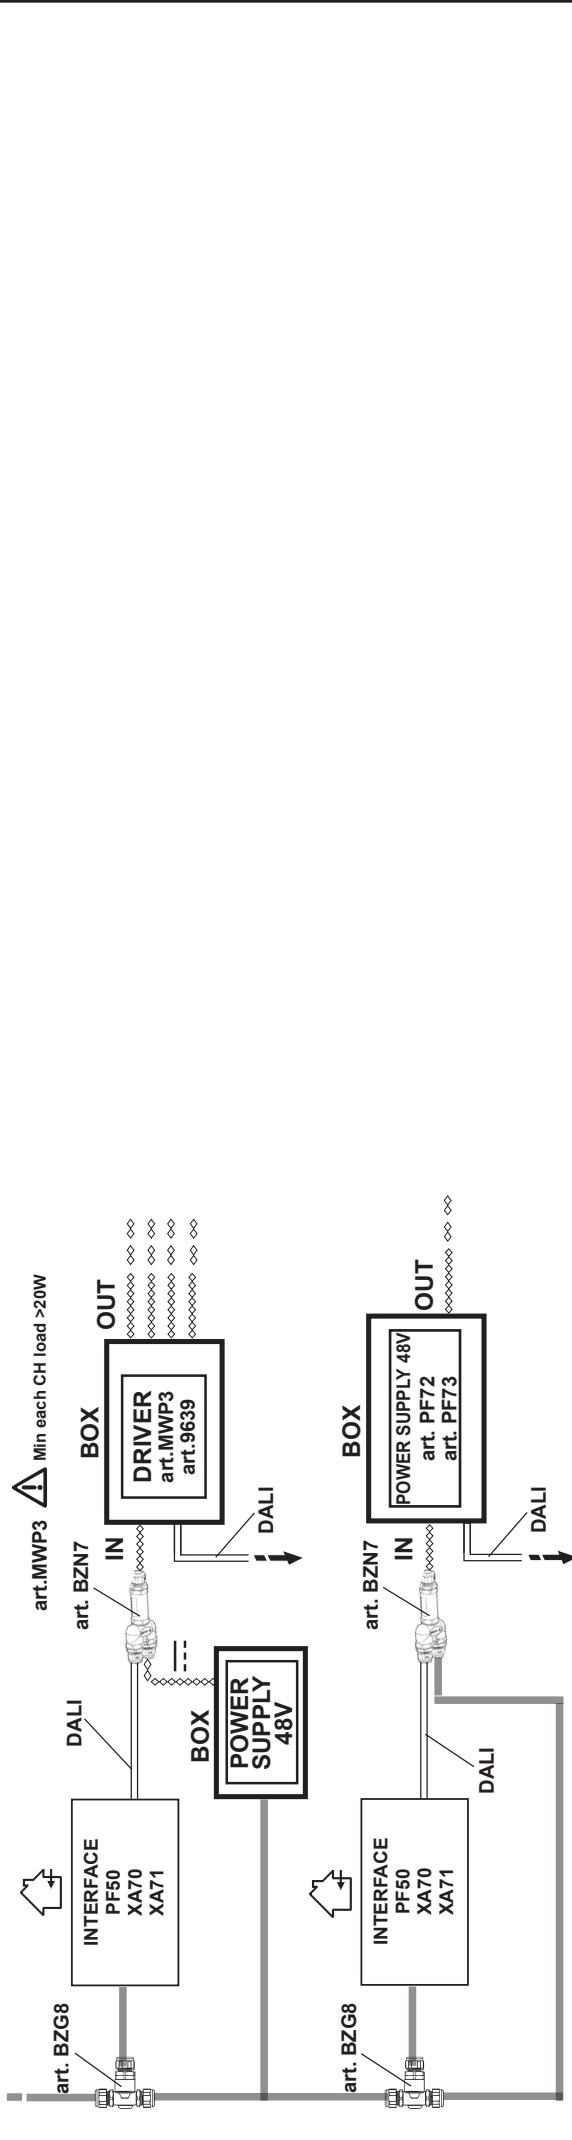 art.MWP3
Min each CH load >20W
art. BZG8
INTERFACE
PF50
XA70
XA71
DALI
art. BZN7
IN
BOX
DRIVER
art.MWP3
art.9639
OUT
DALI
BOX
POWER
SUPPLY
48V
art. BZG8
INTERFACE
PF50
XA70
XA71
DALI
art. BZN7
IN
BOX
POWER SUPPLY 48V
art. PF72
art. PF73
OUT
DALI